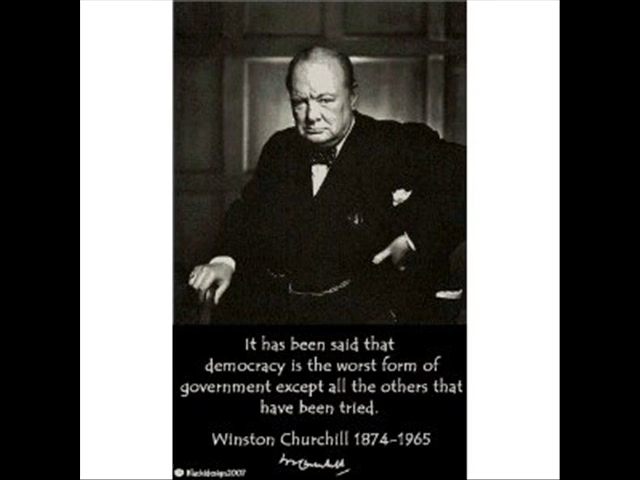 It has been said that
democracy is the worst form of
government except all the others that
have been tried.
Winston Churchill 1874-1965
© Blackdesign2007